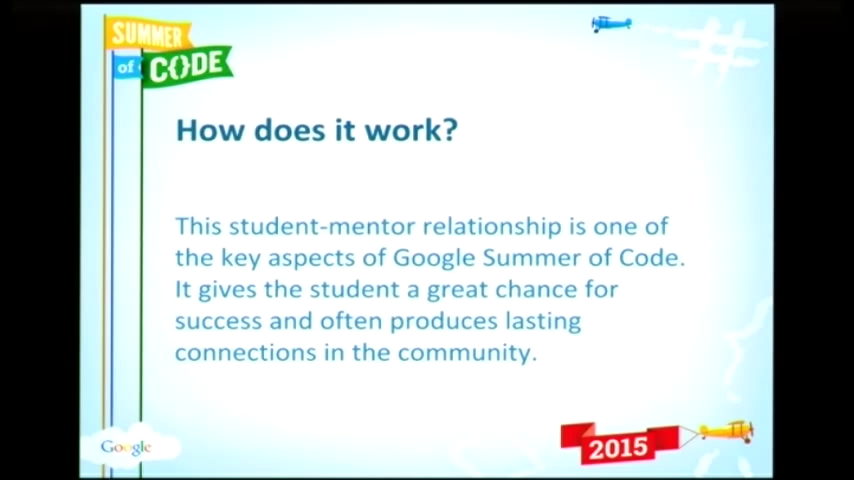 SUMMER
of CODE
How does it work?
This student-mentor relationship is one of
the key aspects of Google Summer of Code.
It gives the student a great chance for
success and often produces lasting
connections in the community.
Google
2015